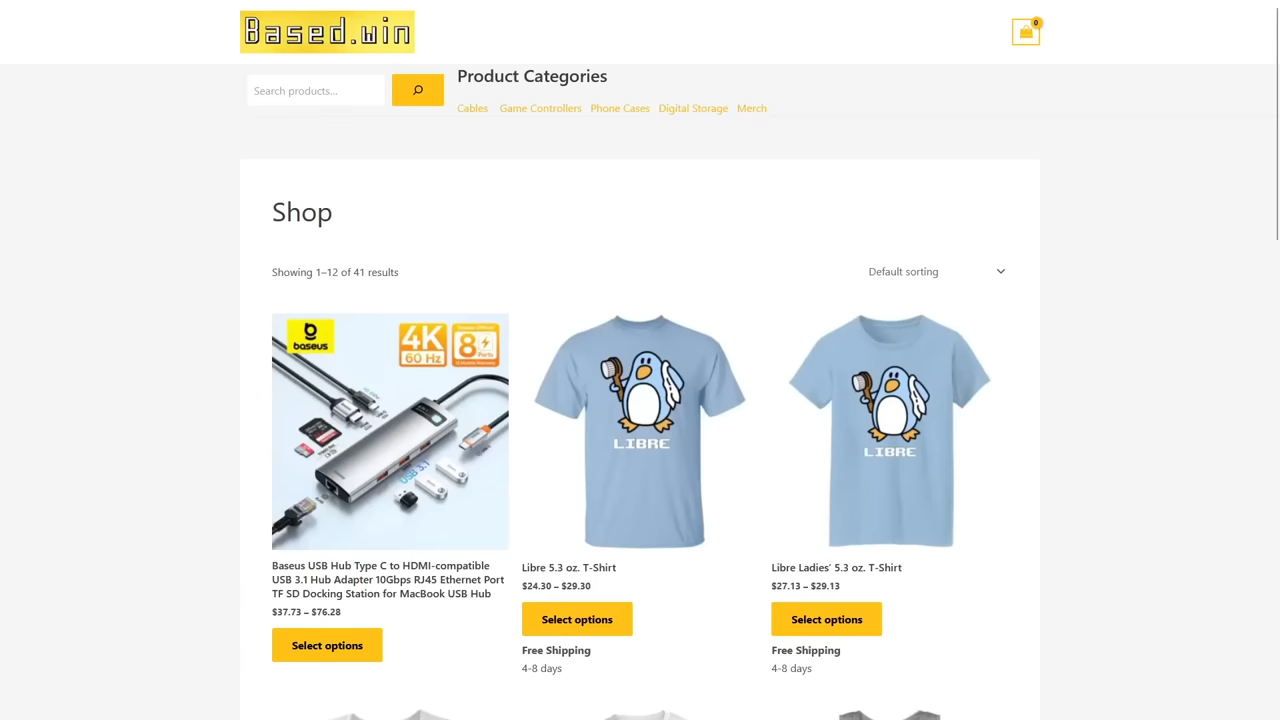 Based.win
0
Search products…
Product Categories
Cables Game Controllers Phone Cases Digital Storage Merch
Shop
Showing 1–12 of 41 results
Default sorting
baseus
4K
60 Hz
8
Ports
USB 3.1
LIBRE
LIBRE
Baseus USB Hub Type C to HDMI-compatible
USB 3.1 Hub Adapter 10Gbps RJ45 Ethernet Port
TF SD Docking Station for MacBook USB Hub
$37.73 – $76.28
Select options
Libre 5.3 oz. T-Shirt
$24.30 – $29.30
Select options
Free Shipping
4-8 days
Libre Ladies’ 5.3 oz. T-Shirt
$27.13 – $29.13
Select options
Free Shipping
4-8 days